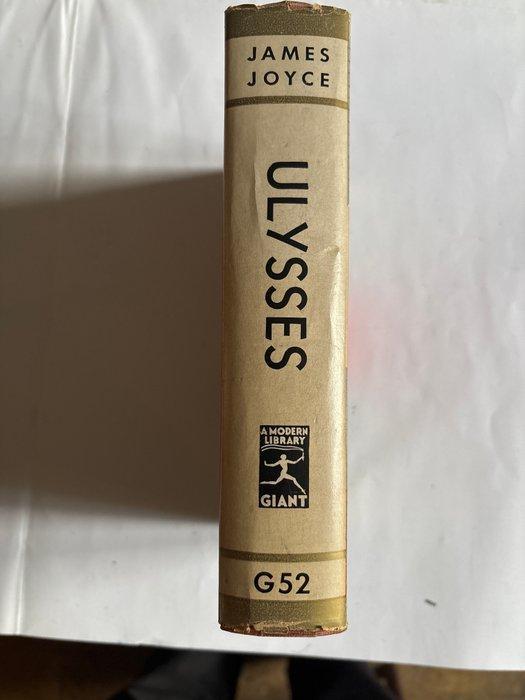 JAMES
JOYCE
ULYSSES
A MODERN
LIBRARY
GIANT
G52